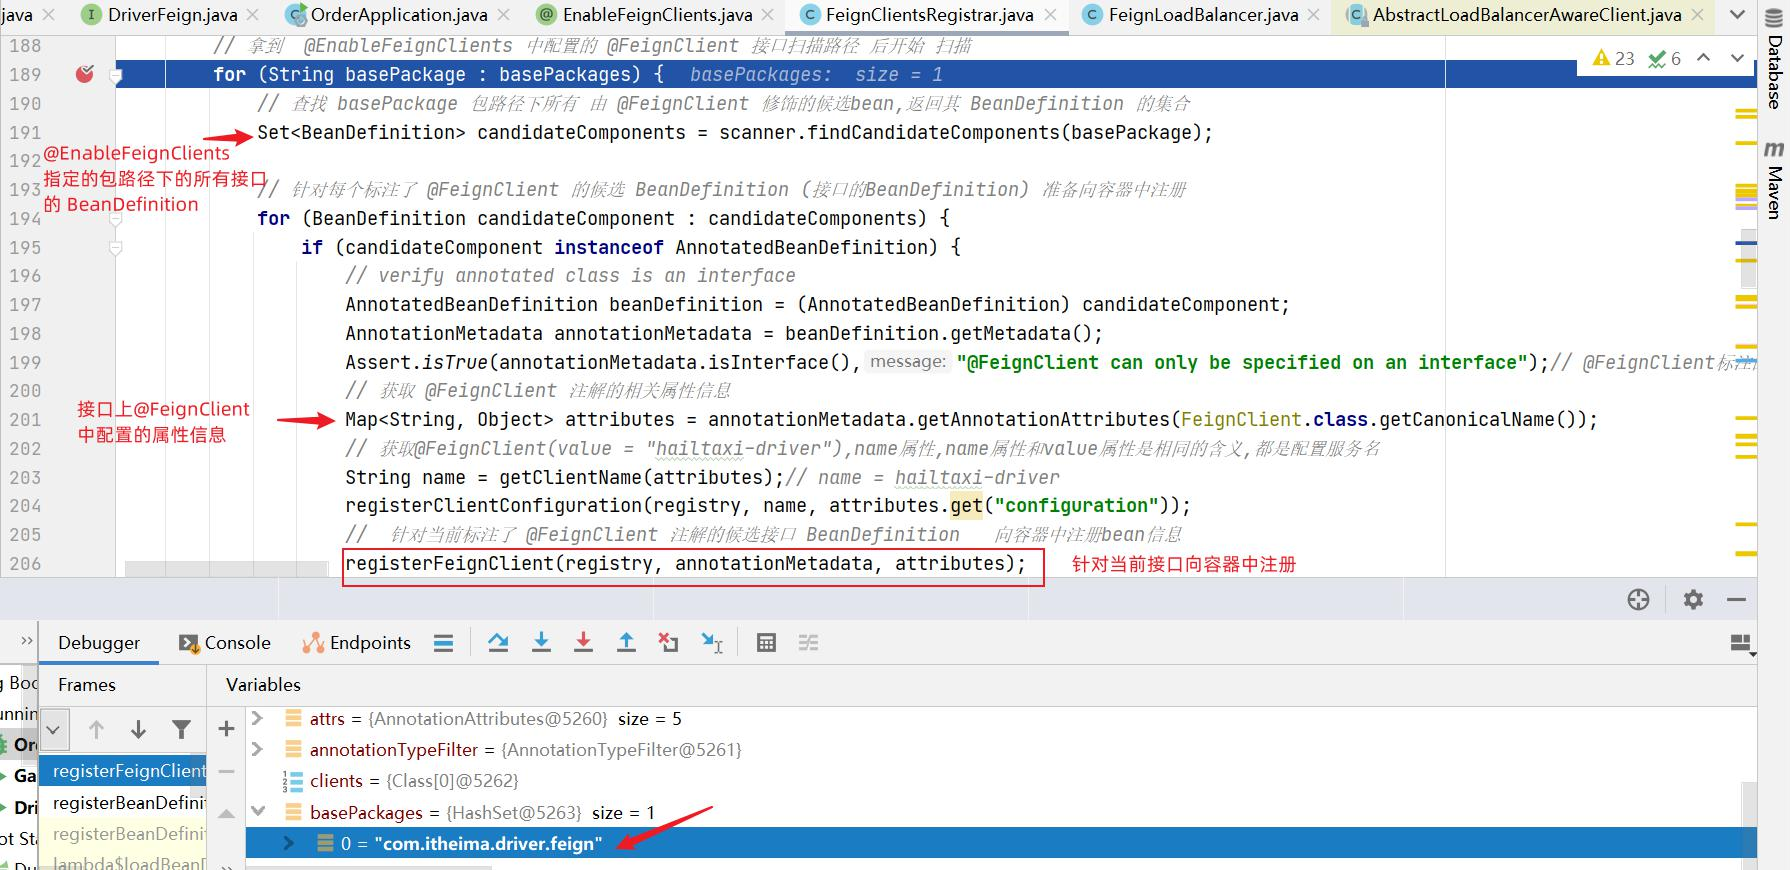 java
DriverFeign.java
OrderApplication.java
EnableFeignClients.java
FeignClientsRegistrar.java
FeignLoadBalancer.java
AbstractLoadBalancerAwareClient.java
188 // 拿到 @EnableFeignClients 中配置的 @FeignClient 接口扫描路径 后开始 扫描
189 for (String basePackage : basePackages) { basePackages: size = 1
23 6
190 // 查找 basePackage 包路径下所有 由 @FeignClient 修饰的候选bean,返回其 BeanDefinition 的集合
191 Set<BeanDefinition> candidateComponents = scanner.findCandidateComponents(basePackage);
@EnableFeignClients
指定的包路径下的所有接口
的 BeanDefinition
192
193 // 针对每个标注了 @FeignClient 的候选 BeanDefinition (接口的BeanDefinition) 准备向容器中注册
194 for (BeanDefinition candidateComponent : candidateComponents) {
195 if (candidateComponent instanceof AnnotatedBeanDefinition) {
196 // verify annotated class is an interface
197 AnnotatedBeanDefinition beanDefinition = (AnnotatedBeanDefinition) candidateComponent;
198 AnnotationMetadata annotationMetadata = beanDefinition.getMetadata();
199 Assert.isTrue(annotationMetadata.isInterface(), message: "@FeignClient can only be specified on an interface");// @FeignClient标注
200 // 获取 @FeignClient 注解的相关属性信息
接口上@FeignClient
中配置的属性信息
201 Map<String, Object> attributes = annotationMetadata.getAnnotationAttributes(FeignClient.class.getCanonicalName());
202 // 获取@FeignClient(value = "hailtaxi-driver"),name属性,name属性和value属性是相同的含义,都是配置服务名
203 String name = getClientName(attributes);// name = hailtaxi-driver
204 registerClientConfiguration(registry, name, attributes.get("configuration"));
205 // 针对当前标注了 @FeignClient 注解的候选接口 BeanDefinition 向容器中注册bean信息
206 registerFeignClient(registry, annotationMetadata, attributes);
针对当前接口向容器中注册
Database
Maven
Debugger
Console
Endpoints
Frames
Variables
registerFeignClient
registerBeanDefini
registerBeanDefini
lambda$loadBean
attrs = {AnnotationAttributes@5260} size = 5
annotationTypeFilter = {AnnotationTypeFilter@5261}
clients = {Class[0]@5262}
basePackages = {HashSet@5263} size = 1
0 = "com.itheima.driver.feign"